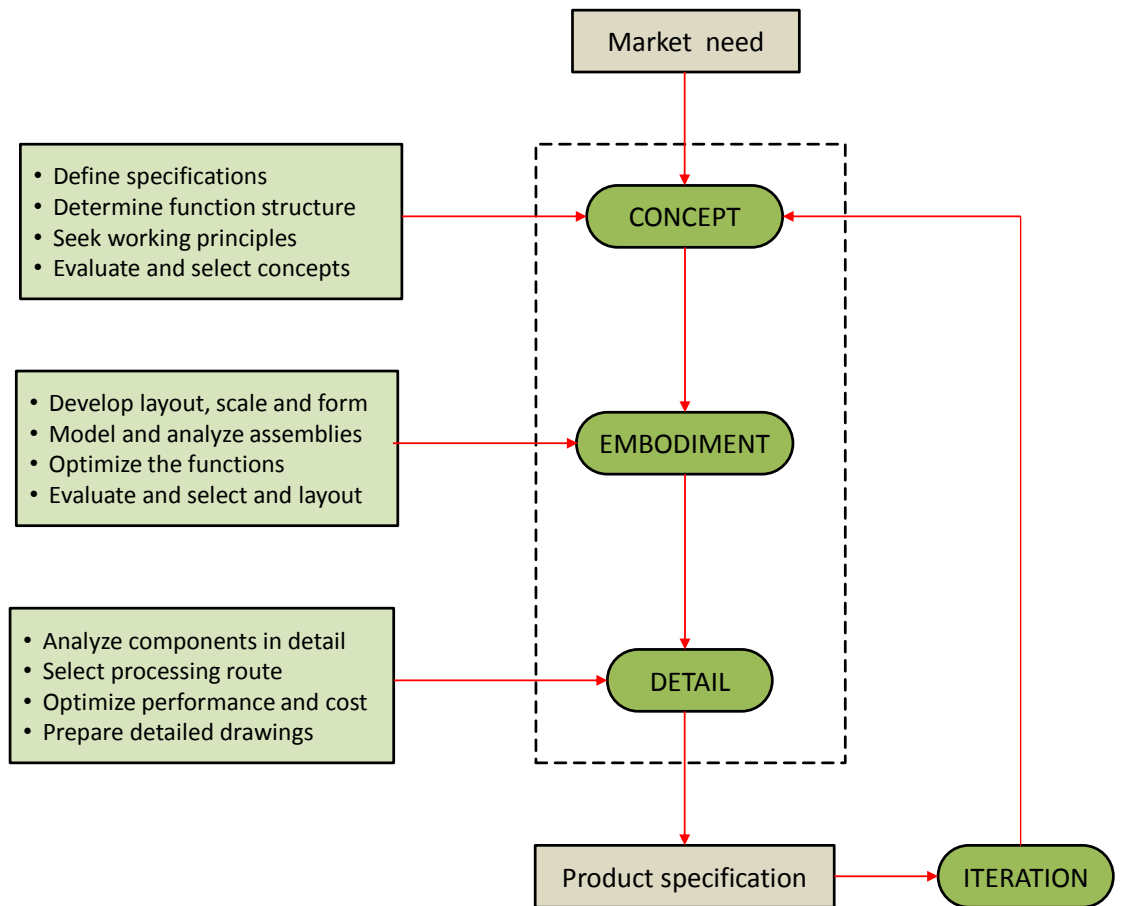 Market need
• Define specifications
• Determine function structure
• Seek working principles
• Evaluate and select concepts
CONCEPT
• Develop layout, scale and form
• Model and analyze assemblies
• Optimize the functions
• Evaluate and select and layout
EMBODIMENT
• Analyze components in detail
• Select processing route
• Optimize performance and cost
• Prepare detailed drawings
DETAIL
Product specification
ITERATION